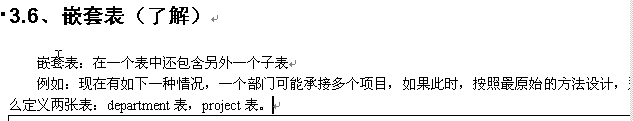 3.6、嵌套表（了解）
嵌套表：在一个表中还包含另外一个子表
例如：现在有如下一种情况，一个部门可能承接多个项目，如果此时，按照最原始的方法设计，
么定义两张表：department 表，project 表。